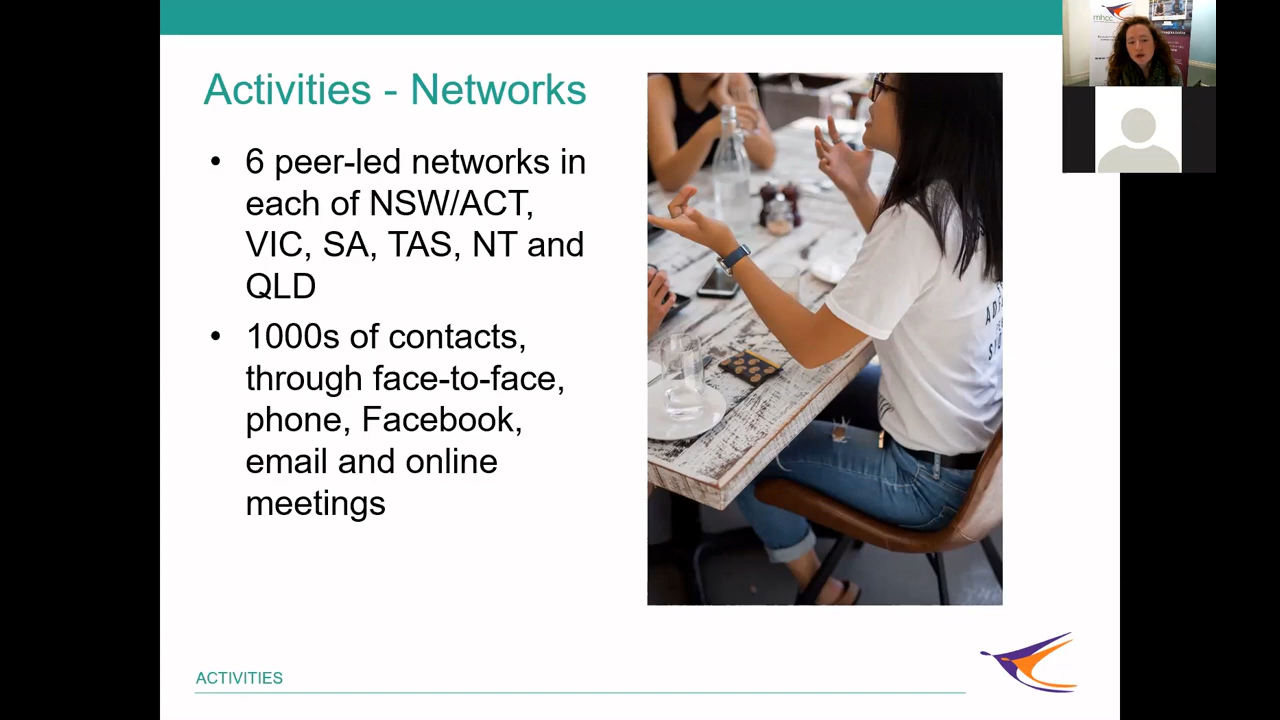 Activities - Networks
• 6 peer-led networks in
each of NSW/ACT,
VIC, SA, TAS, NT and
QLD
• 1000s of contacts,
through face-to-face,
phone, Facebook,
email and online
meetings
ACTIVITIES
mhcc